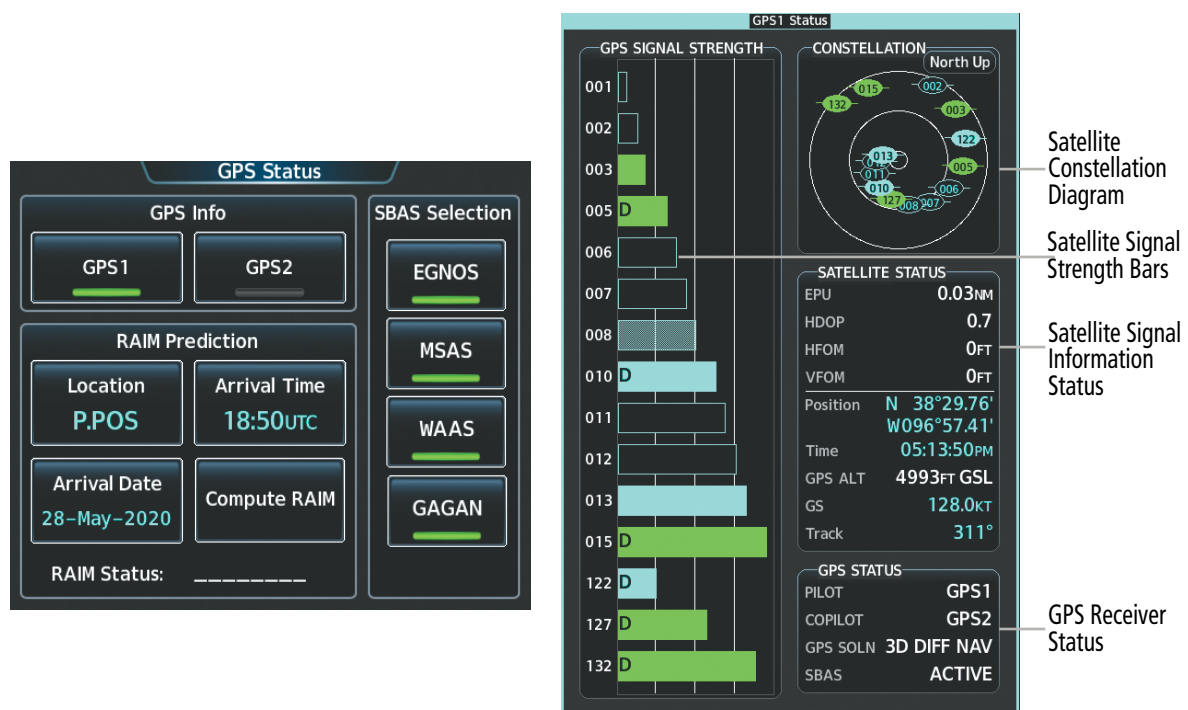 GPS Status
GPS Info
GPS1
GPS2
RAIM Prediction
Location
P.POS
Arrival Time
18:50UTC
Arrival Date
28-May-2020
Compute RAIM
RAIM Status: ________
SBAS Selection
EGNOS
MSAS
WAAS
GAGAN
GPS1 Status
GPS SIGNAL STRENGTH
001
002
003
005 D
006
007
008
010 D
011
012
013
015 D
122 D
127 D
132 D
CONSTELLATION
North Up
015
002
132
003
122
013
012
005
011
010
006
127
008
007
SATELLITE STATUS
EPU 0.03NM
HDOP 0.7
HFOM 0FT
VFOM 0FT
Position N 38°29.76'
W096°57.41'
Time 05:13:50PM
GPS ALT 4993FT GSL
GS 128.0KT
Track 311°
GPS STATUS
PILOT GPS1
COPILOT GPS2
GPS SOLN 3D DIFF NAV
SBAS ACTIVE
Satellite
Constellation
Diagram
Satellite Signal
Strength Bars
Satellite Signal
Information
Status
GPS Receiver
Status